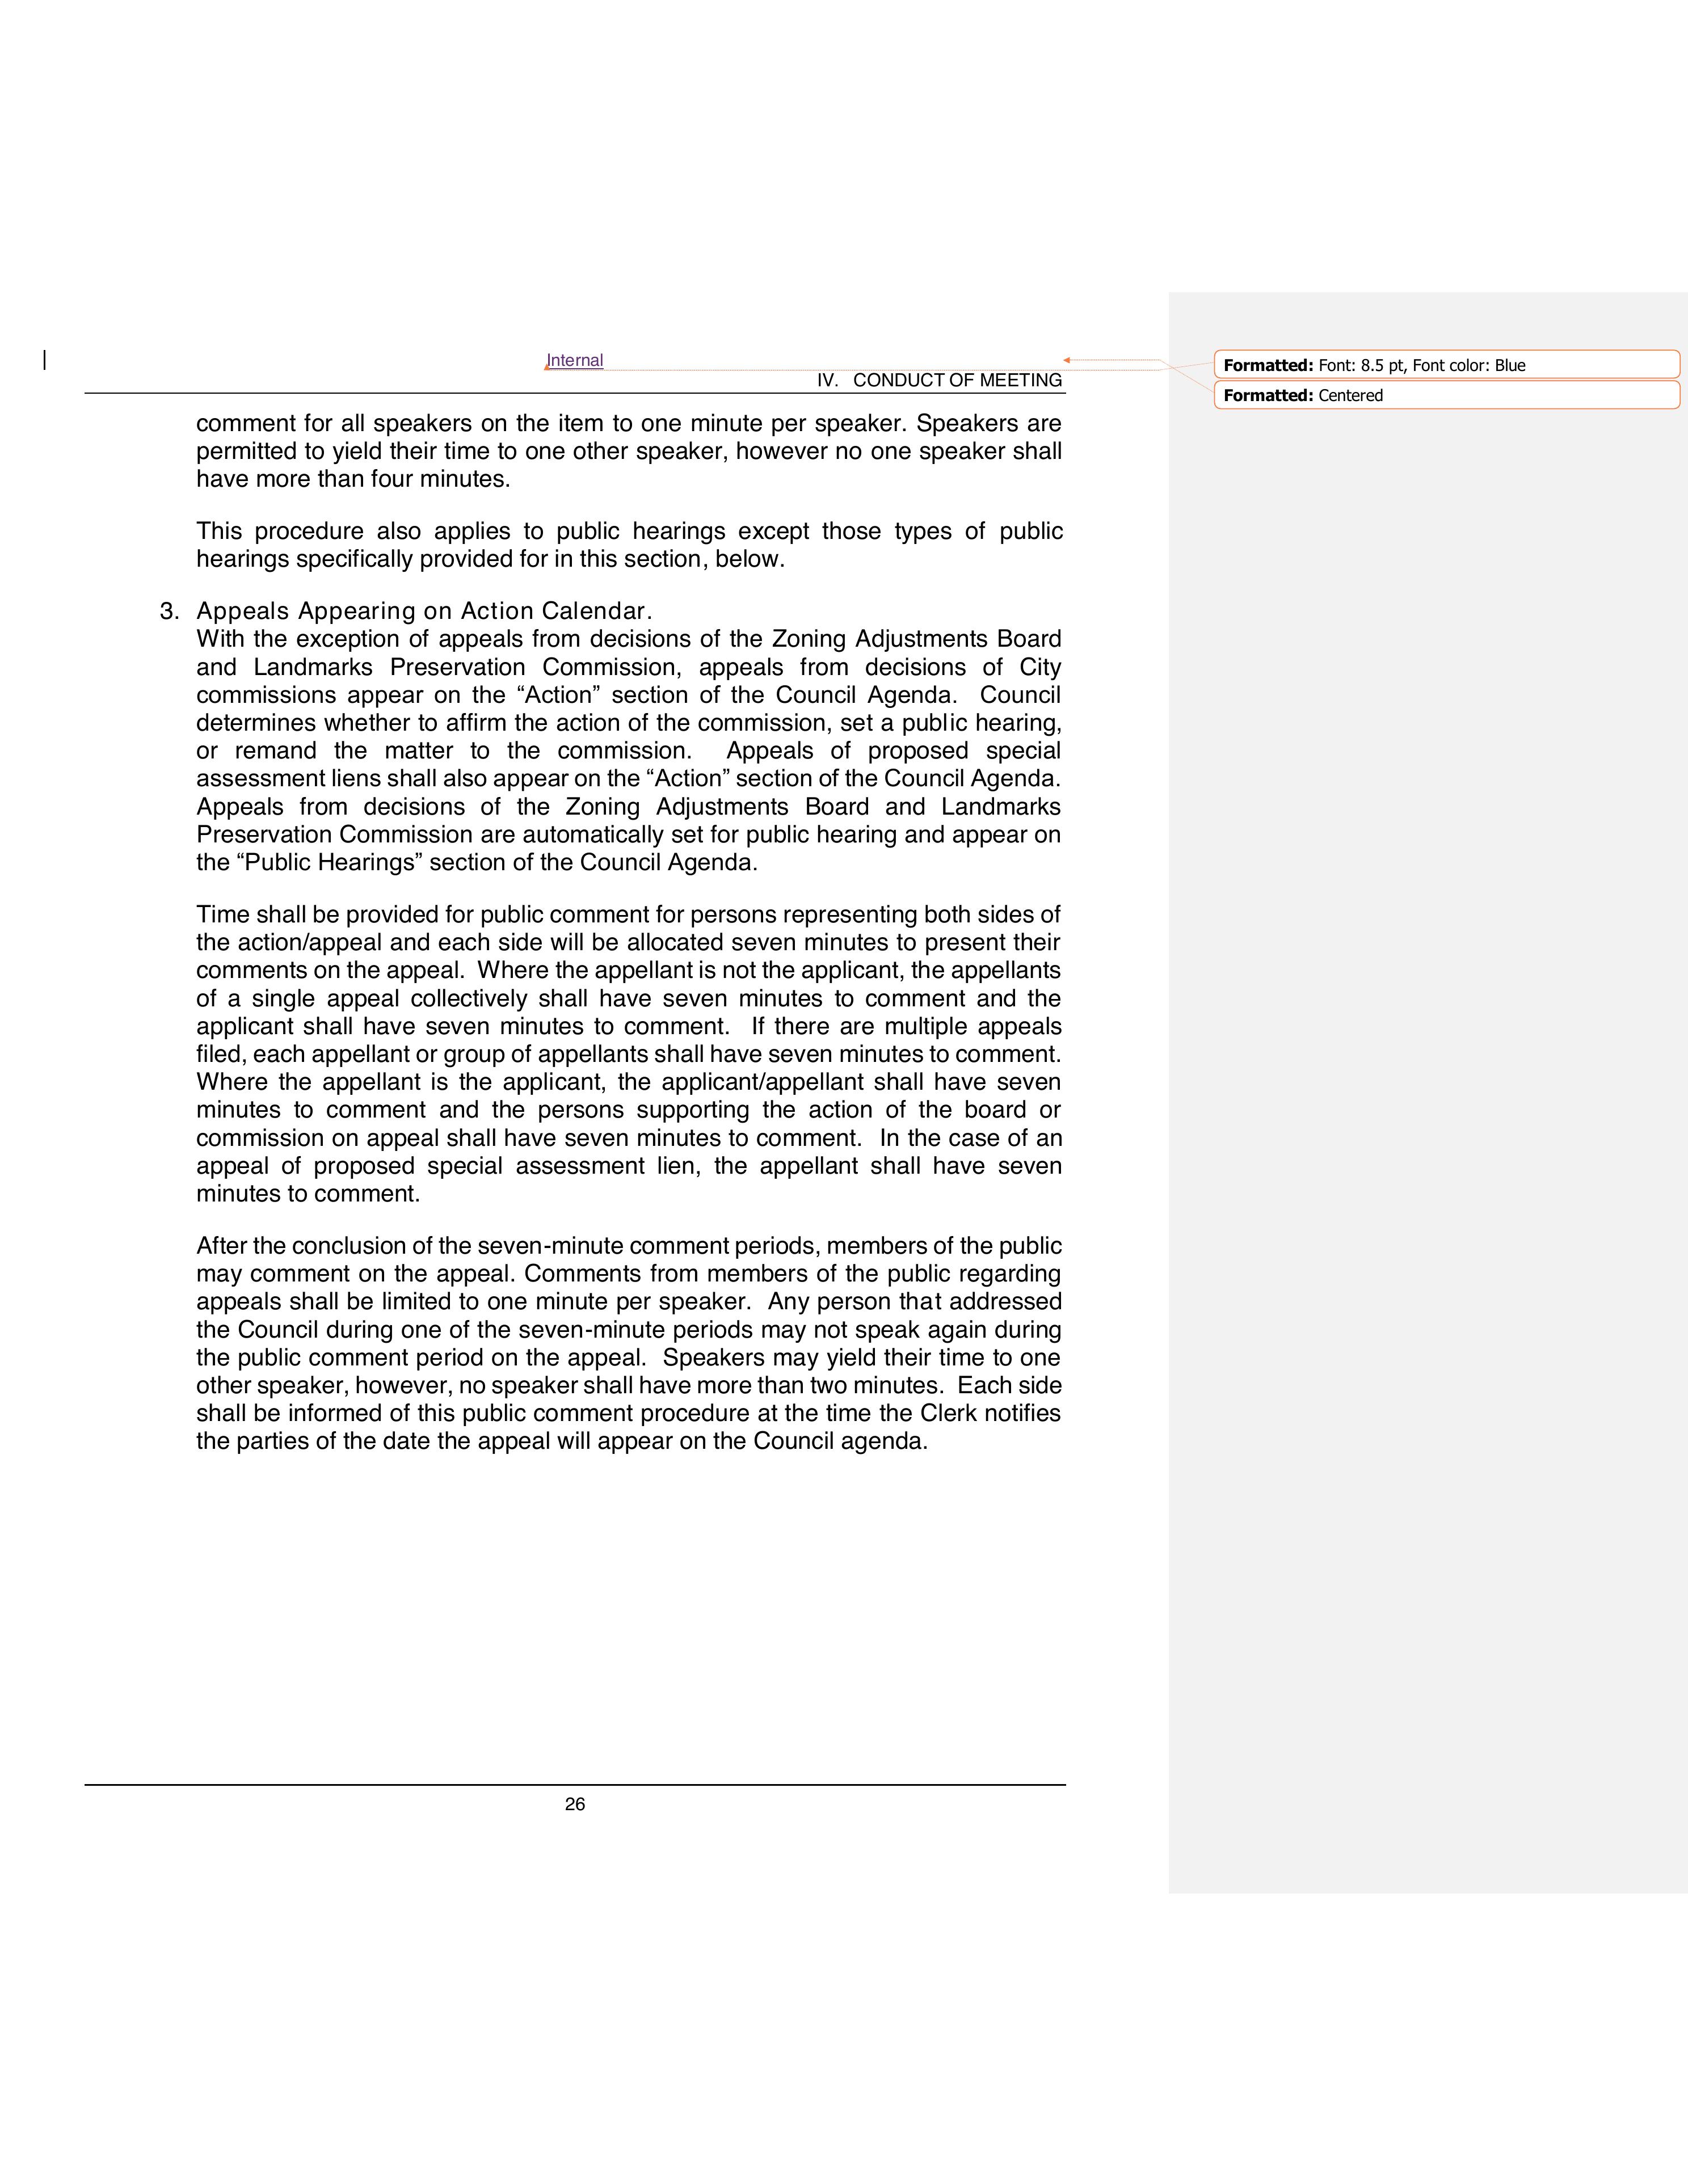 Internal
IV. CONDUCT OF MEETING
Formatted: Font: 8.5 pt, Font color: Blue
Formatted: Centered
comment for all speakers on the item to one minute per speaker. Speakers are
permitted to yield their time to one other speaker, however no one speaker shall
have more than four minutes.
This procedure also applies to public hearings except those types of public
hearings specifically provided for in this section, below.
3. Appeals Appearing on Action Calendar.
With the exception of appeals from decisions of the Zoning Adjustments Board
and Landmarks Preservation Commission, appeals from decisions of City
commissions appear on the “Action” section of the Council Agenda. Council
determines whether to affirm the action of the commission, set a public hearing,
or remand the matter to the commission. Appeals of proposed special
assessment liens shall also appear on the “Action” section of the Council Agenda.
Appeals from decisions of the Zoning Adjustments Board and Landmarks
Preservation Commission are automatically set for public hearing and appear on
the “Public Hearings” section of the Council Agenda.
Time shall be provided for public comment for persons representing both sides of
the action/appeal and each side will be allocated seven minutes to present their
comments on the appeal. Where the appellant is not the applicant, the appellants
of a single appeal collectively shall have seven minutes to comment and the
applicant shall have seven minutes to comment. If there are multiple appeals
filed, each appellant or group of appellants shall have seven minutes to comment.
Where the appellant is the applicant, the applicant/appellant shall have seven
minutes to comment and the persons supporting the action of the board or
commission on appeal shall have seven minutes to comment. In the case of an
appeal of proposed special assessment lien, the appellant shall have seven
minutes to comment.
After the conclusion of the seven-minute comment periods, members of the public
may comment on the appeal. Comments from members of the public regarding
appeals shall be limited to one minute per speaker. Any person that addressed
the Council during one of the seven-minute periods may not speak again during
the public comment period on the appeal. Speakers may yield their time to one
other speaker, however, no speaker shall have more than two minutes. Each side
shall be informed of this public comment procedure at the time the Clerk notifies
the parties of the date the appeal will appear on the Council agenda.
26